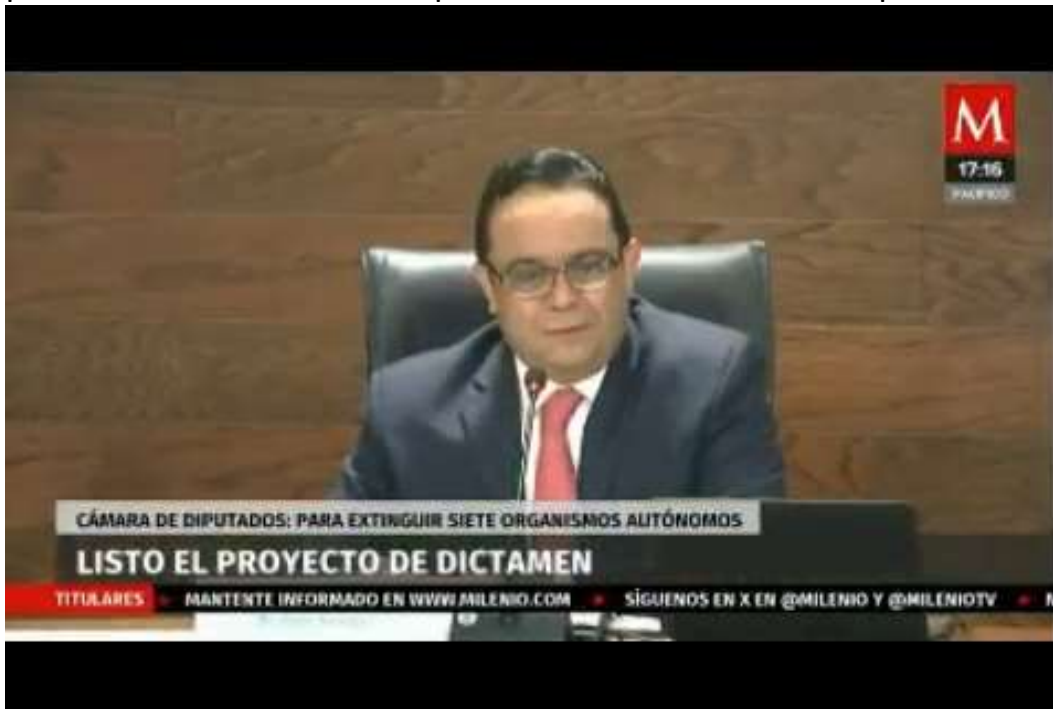 M
17:16
PACÍFICO
CÁMARA DE DIPUTADOS: PARA EXTINGUIR SIETE ORGANISMOS AUTÓNOMOS
LISTO EL PROYECTO DE DICTAMEN
TITULARES MANTENTE INFORMADO EN WWW.MILENIO.COM SÍGUENOS EN X EN @MILENIO Y @MILENIOTV